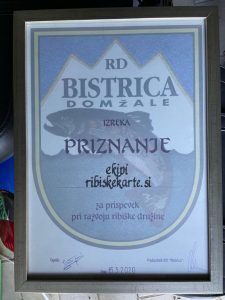 RD
BISTRICA
DOMŽALE
IZREKA
PRIZNANJE
ekipi
ribiskekarte.si
za prispevek
pri razvoju ribiške družine